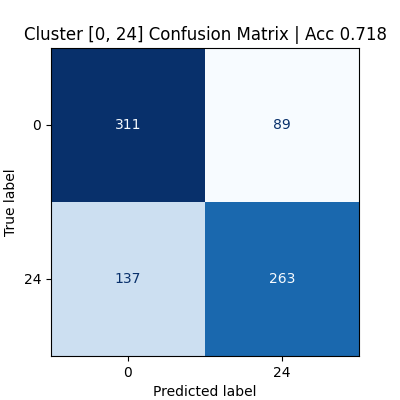 Cluster [0, 24] Confusion Matrix | Acc 0.718
True label
0
311
89
24
137
263
0
24
Predicted label